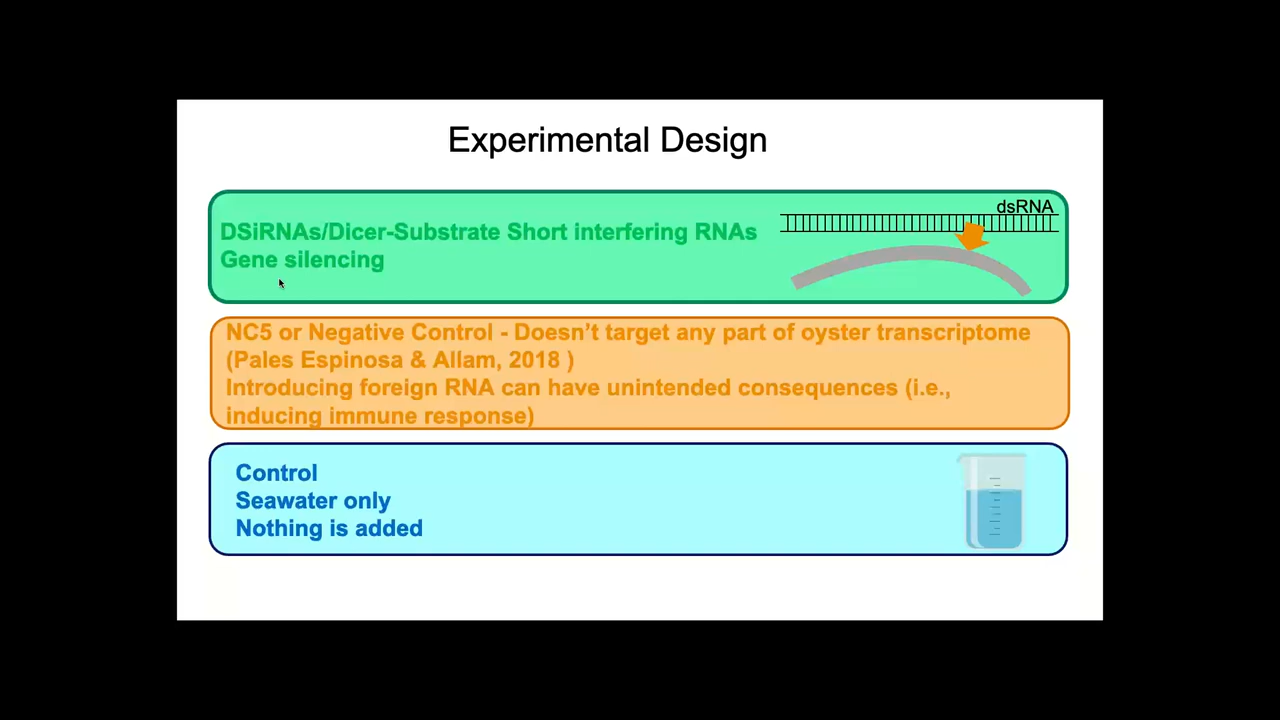 Experimental Design
dsRNA
DSiRNAs/Dicer-Substrate Short interfering RNAs
Gene silencing
NC5 or Negative Control - Doesn’t target any part of oyster transcriptome
(Pales Espinosa & Allam, 2018 )
Introducing foreign RNA can have unintended consequences (i.e.,
inducing immune response)
Control
Seawater only
Nothing is added